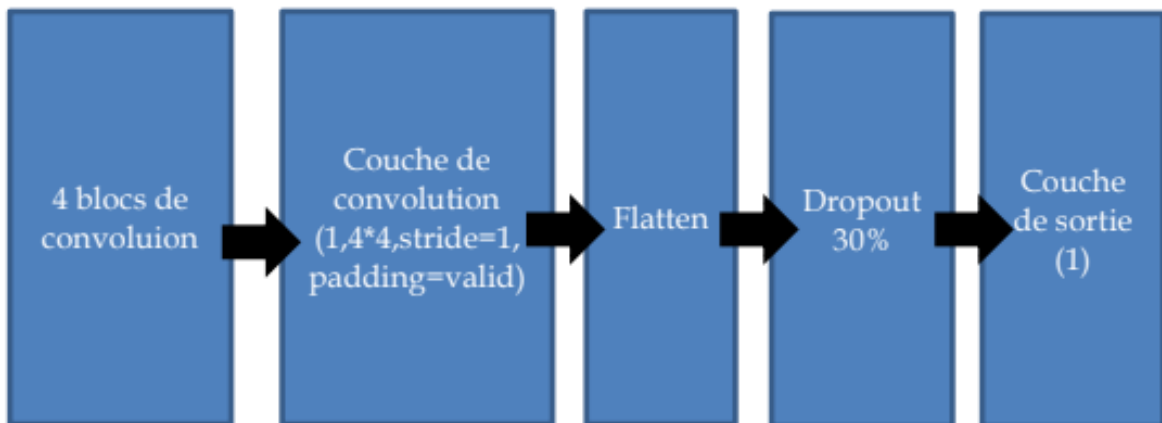 4 blocs de
convoluion
Couche de
convolution
(1,4*4,stride=1,
padding=valid)
Flatten
Dropout
30%
Couche
de sortie
(1)